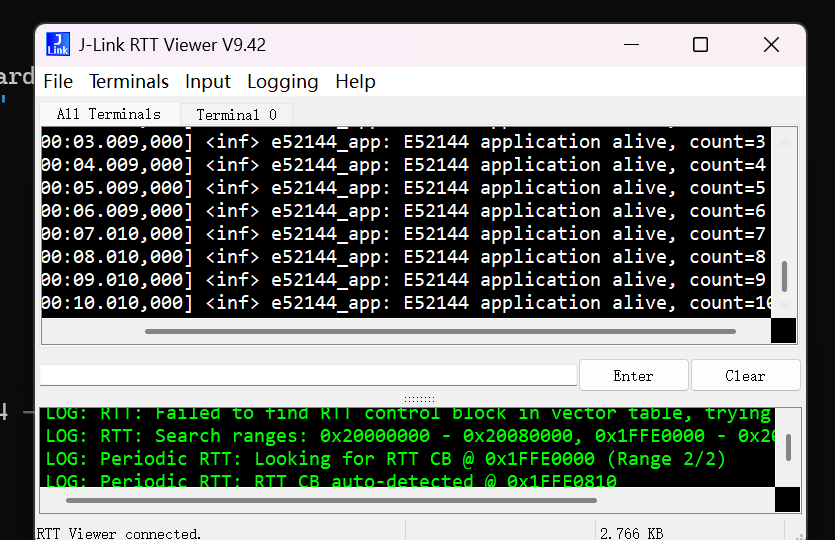 ard
'
J-Link RTT Viewer V9.42
File Terminals Input Logging Help
All Terminals Terminal 0
00:03.009,000] <inf> e52144_app: E52144 application alive, count=3
00:04.009,000] <inf> e52144_app: E52144 application alive, count=4
00:05.009,000] <inf> e52144_app: E52144 application alive, count=5
00:06.009,000] <inf> e52144_app: E52144 application alive, count=6
00:07.010,000] <inf> e52144_app: E52144 application alive, count=7
00:08.010,000] <inf> e52144_app: E52144 application alive, count=8
00:09.010,000] <inf> e52144_app: E52144 application alive, count=9
00:10.010,000] <inf> e52144_app: E52144 application alive, count=10
Enter Clear
4 -
LOG: RTT: Failed to find RTT control block in vector table, trying
LOG: RTT: Search ranges: 0x20000000 - 0x20080000, 0x1FFE0000 - 0x20
LOG: Periodic RTT: Looking for RTT CB @ 0x1FFE0000 (Range 2/2)
LOG: Periodic RTT: RTT CB auto-detected @ 0x1FFE0810
RTT Viewer connected. 2.766 KB